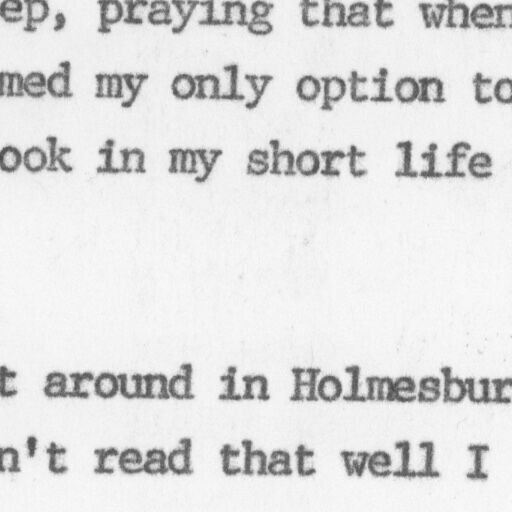 ep, praying that when
med my only option to
ook in my short life
t around in Holmesbur
n't read that well I